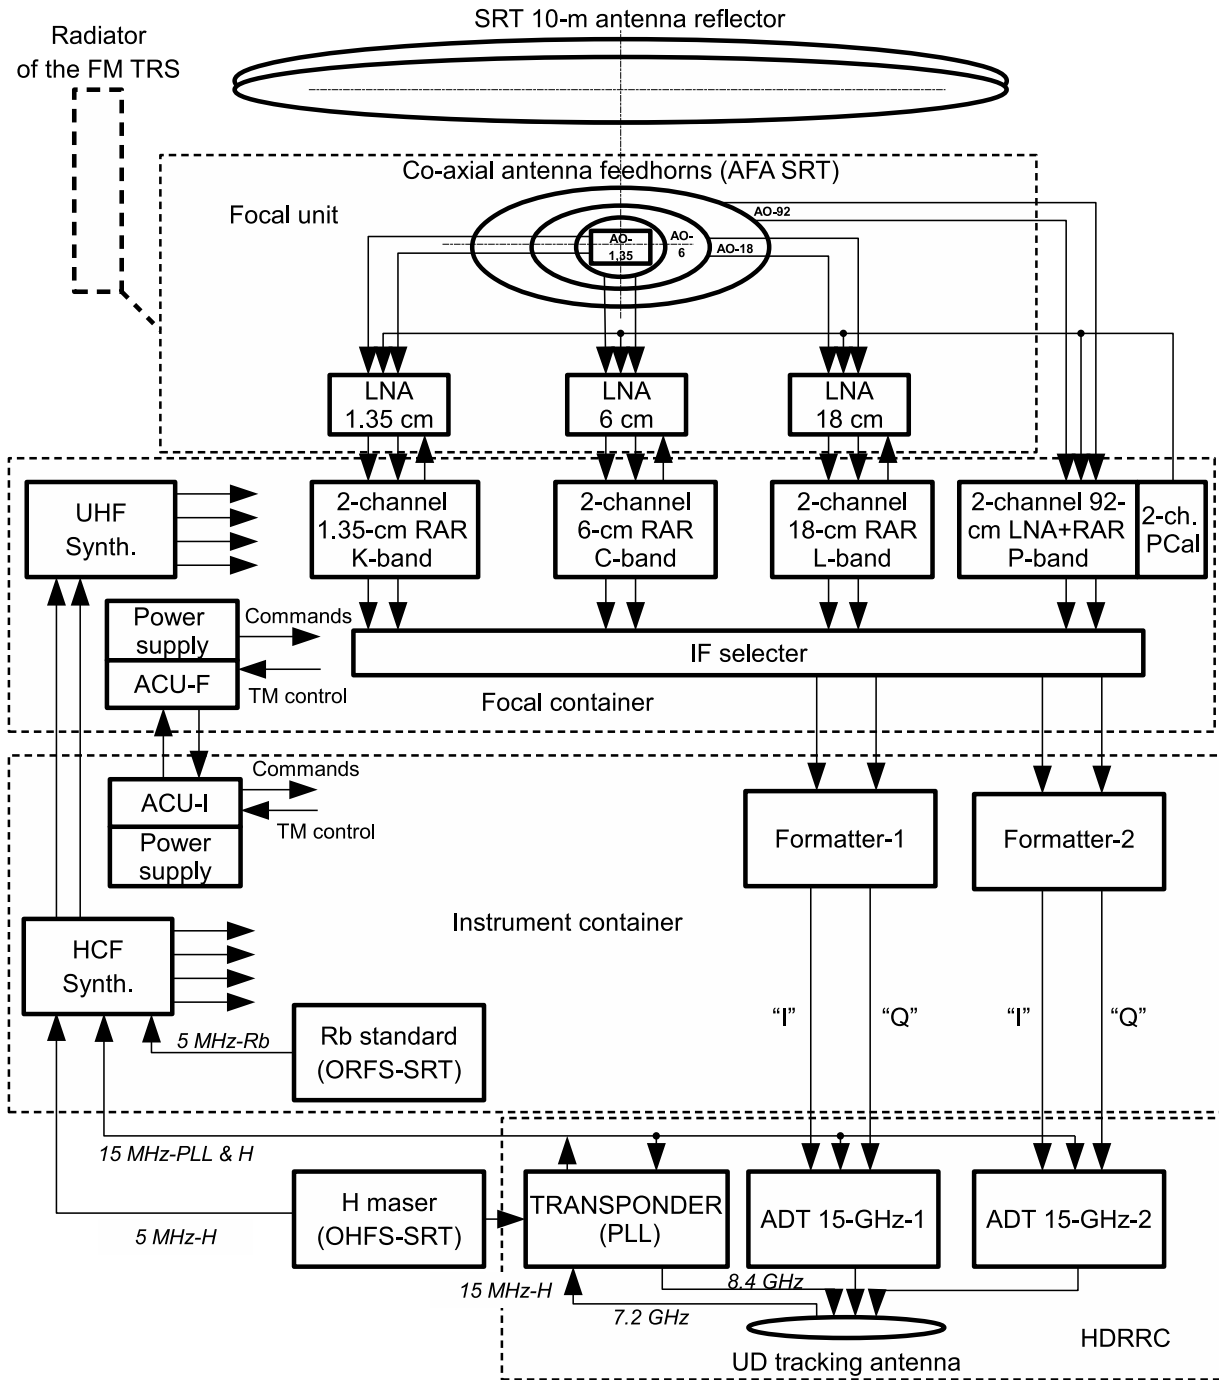 SRT 10-m antenna reflector
Radiator
of the FM TRS
Co-axial antenna feedhorns (AFA SRT)
Focal unit
AO-92
AO-
1,35
AO-
6
AO-18
LNA
1.35 cm
LNA
6 cm
LNA
18 cm
UHF
Synth.
2-channel
1.35-cm RAR
K-band
2-channel
6-cm RAR
C-band
2-channel
18-cm RAR
L-band
2-channel 92-
cm LNA+RAR
P-band
2-ch.
PCal
Power
supply
ACU-F
Commands
TM control
IF selecter
Focal container
ACU-I
Power
supply
Commands
TM control
Formatter-1
Formatter-2
Instrument container
HCF
Synth.
5 MHz-Rb
Rb standard
(ORFS-SRT)
“I”
“Q”
“I”
“Q”
15 MHz-PLL & H
H maser
(OHFS-SRT)
5 MHz-H
TRANSPONDER
(PLL)
ADT 15-GHz-1
ADT 15-GHz-2
15 MHz-H
8.4 GHz
7.2 GHz
HDRRC
UD tracking antenna